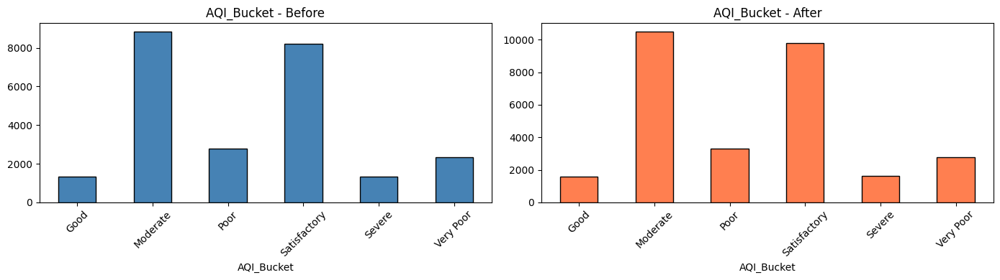 AQI_Bucket - Before
8000
6000
4000
2000
0
Good
Moderate
Poor
Satisfactory
Severe
Very Poor
AQI_Bucket
AQI_Bucket - After
10000
8000
6000
4000
2000
0
Good
Moderate
Poor
Satisfactory
Severe
Very Poor
AQI_Bucket